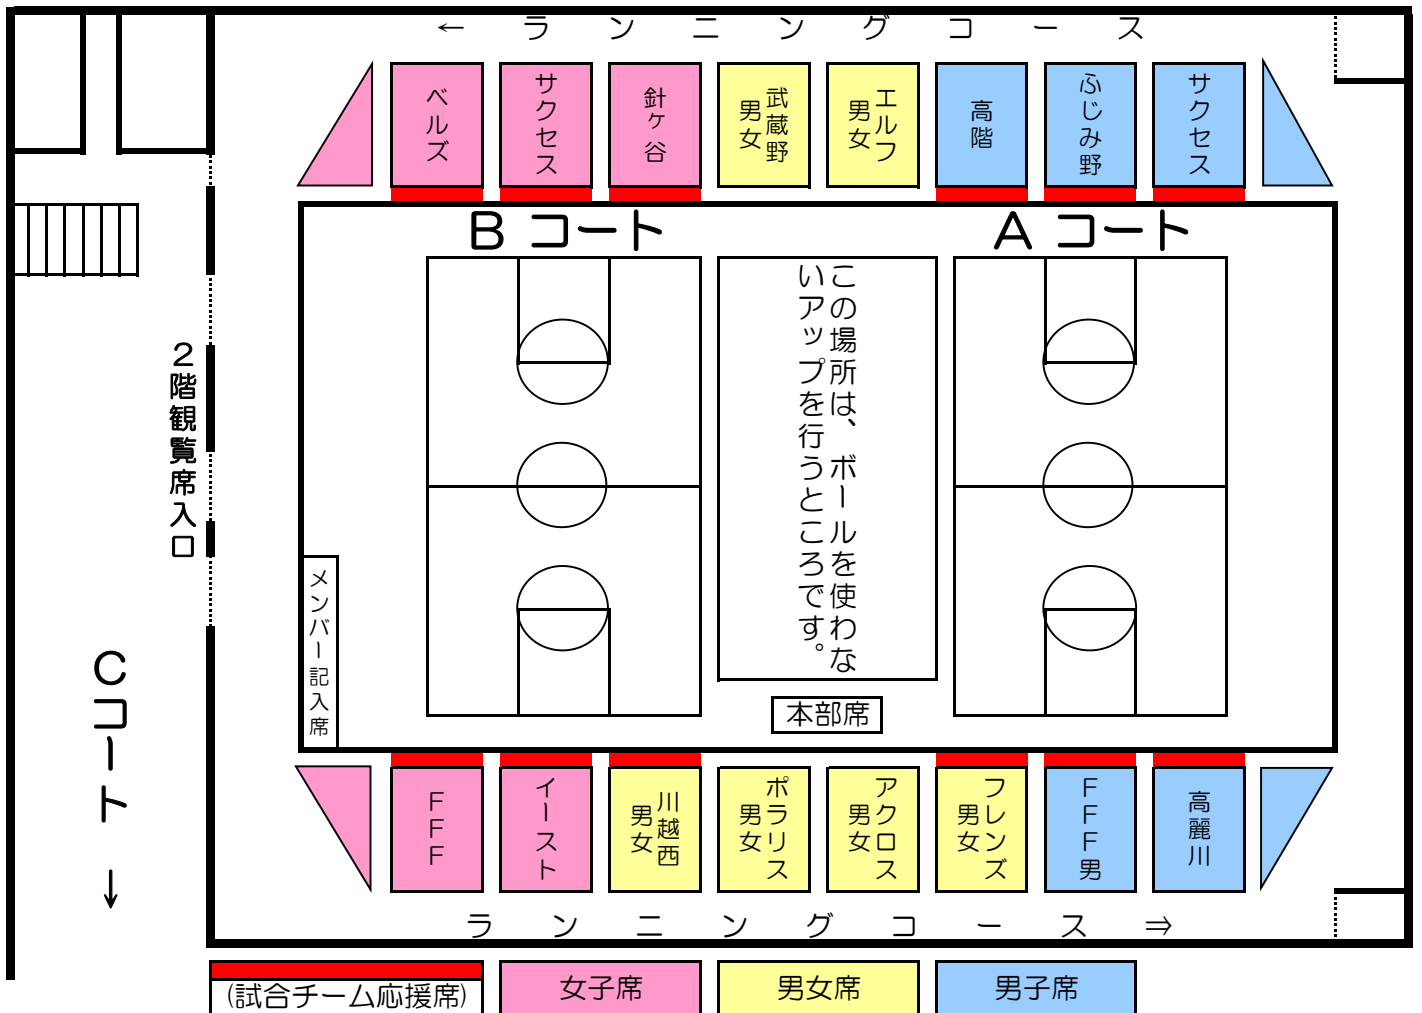 ← ランニングコース
ベルズ
サクセス
針ヶ谷
武蔵野
男女
エルフ
男女
高階
ふじみ野
サクセス
Bコート
Aコート
この場所は、ボールを使わな
いアップを行うところです。
2階観覧席入口
メンバー記入席
Cコート →
本部席
FFF
イースト
川越西
男女
ポラリス
男女
アクロス
男女
フレンズ
男女
FFF男
高麗川
ランニングコース ⇒
(試合チーム応援席)
女子席
男女席
男子席